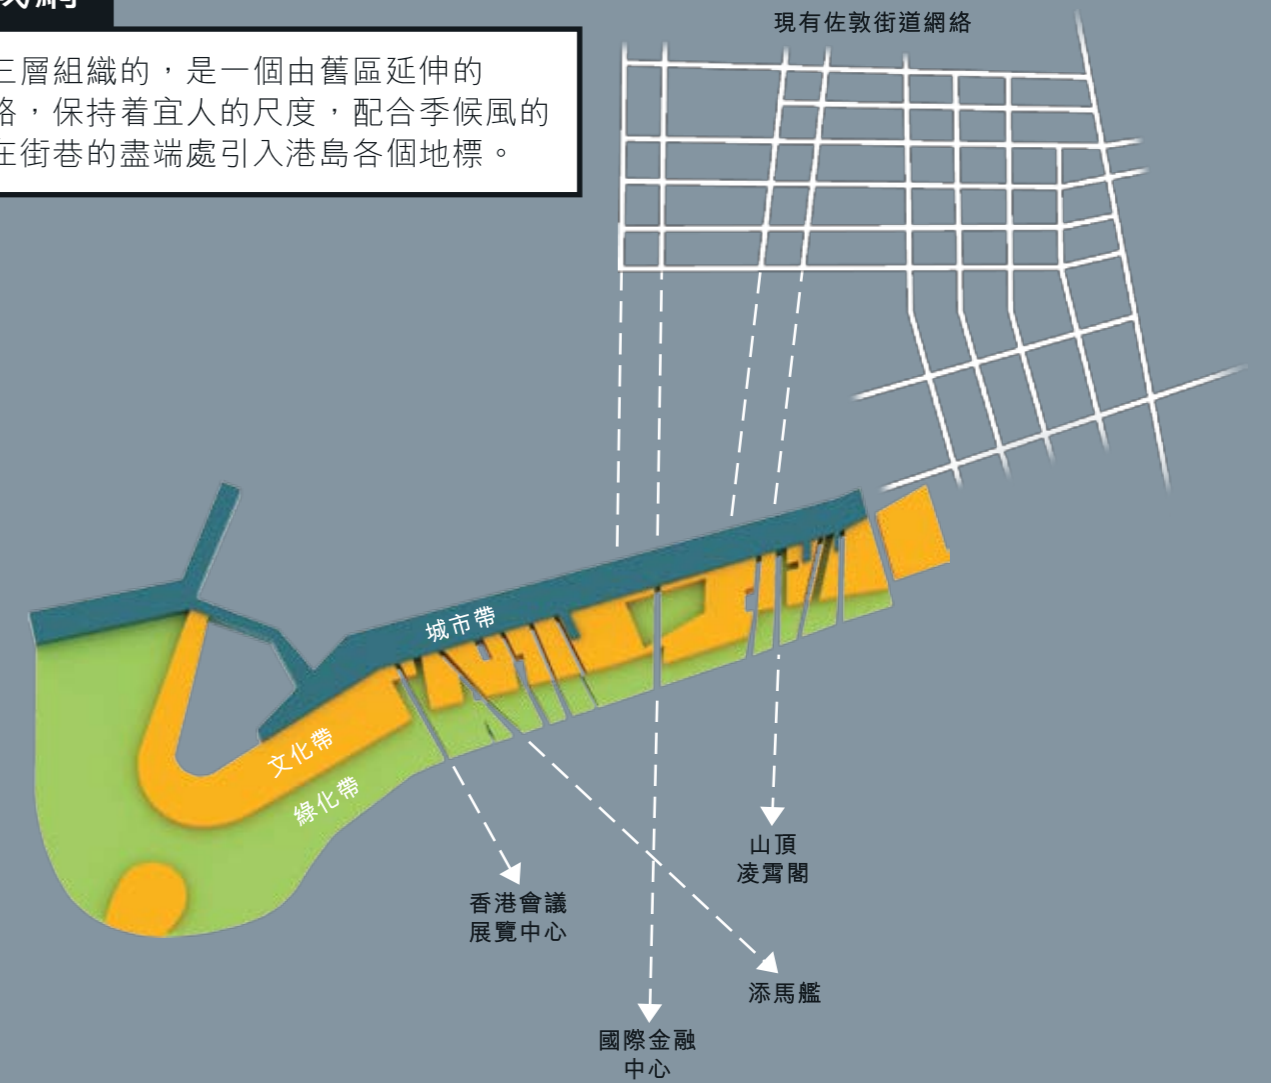 網
三層組織的，是一個由舊區延伸的
絡，保持着宜人的尺度，配合季候風的
在街巷的盡端處引入港島各個地標。
現有佐敦街道網絡
城市帶
文化帶
綠化帶
山頂
凌霄閣
香港會議
展覽中心
添馬艦
國際金融
中心